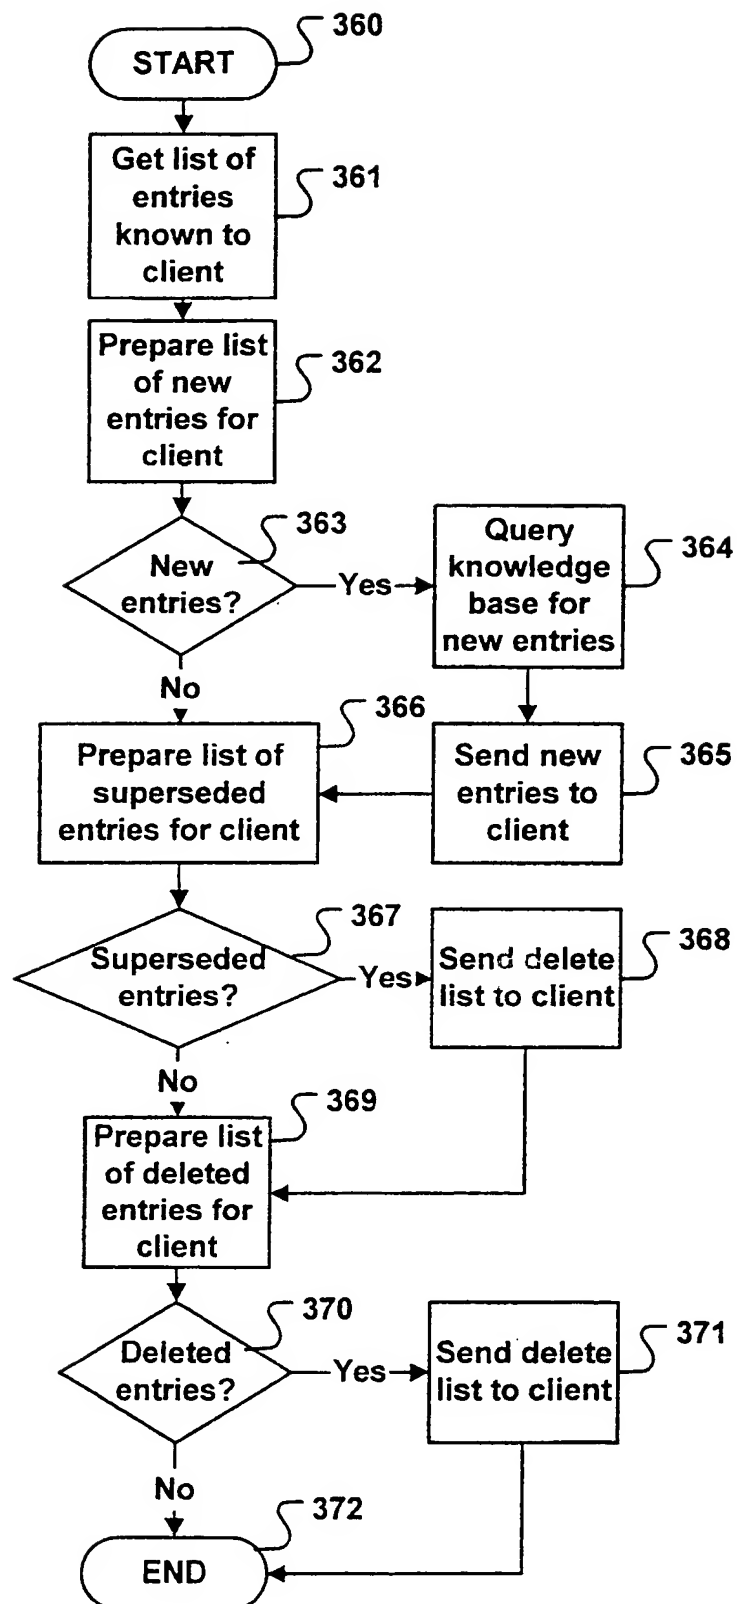 360
START
Get list of
entries
known to
client
361
Prepare list
of new
entries for
client
362
363
New
entries?
Yes
Query
knowledge
base for
new entries
364
No
366
Prepare list of
superseded
entries for client
Send new
entries to
client
365
367
Superseded
entries?
Yes
Send delete
list to client
368
No
369
Prepare list
of deleted
entries for
client
370
Deleted
entries?
Yes
Send delete
list to client
371
No
372
END